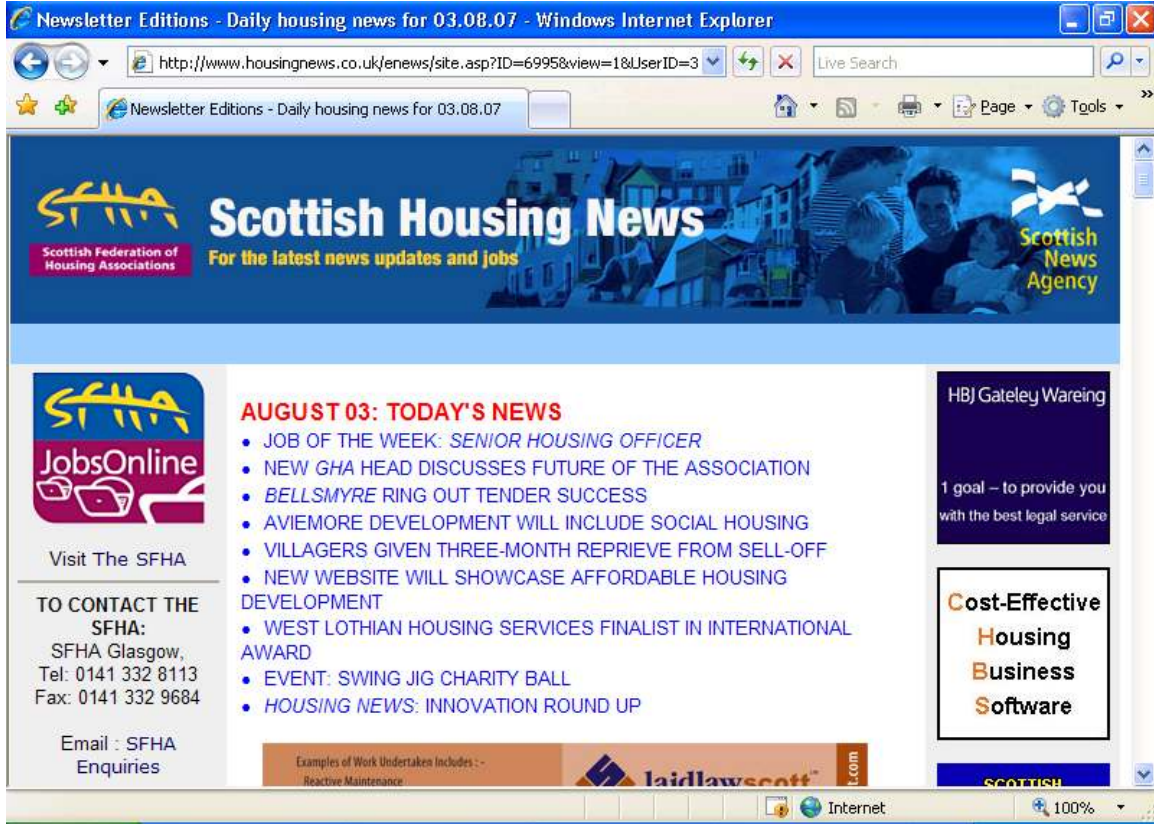 Newsletter Editions - Daily housing news for 03.08.07 - Windows Internet Explorer
http://www.housingnews.co.uk/enews/site.asp?ID=6995&view=1&UserID=3
Live Search
Newsletter Editions - Daily housing news for 03.08.07
Page
Tools
»
SFHA
Scottish Federation of
Housing Associations
Scottish Housing News
For the latest news updates and jobs
Scottish
News
Agency
SFHA
JobsOnline
Visit The SFHA
TO CONTACT THE
SFHA:
SFHA Glasgow,
Tel: 0141 332 8113
Fax: 0141 332 9684
Email : SFHA
Enquiries
AUGUST 03: TODAY'S NEWS
• JOB OF THE WEEK: SENIOR HOUSING OFFICER
• NEW GHA HEAD DISCUSSES FUTURE OF THE ASSOCIATION
• BELLSMYRE RING OUT TENDER SUCCESS
• AVIEMORE DEVELOPMENT WILL INCLUDE SOCIAL HOUSING
• VILLAGERS GIVEN THREE-MONTH REPRIEVE FROM SELL-OFF
• NEW WEBSITE WILL SHOWCASE AFFORDABLE HOUSING
DEVELOPMENT
• WEST LOTHIAN HOUSING SERVICES FINALIST IN INTERNATIONAL
AWARD
• EVENT: SWING JIG CHARITY BALL
• HOUSING NEWS: INNOVATION ROUND UP
Examples of Work Undertaken Includes : -
Reactive Maintenance
laidlawscott™
t.com
HBJ Gateley Wareing
1 goal – to provide you
with the best legal service
Cost-Effective
Housing
Business
Software
SCOTTISH
Internet
100%